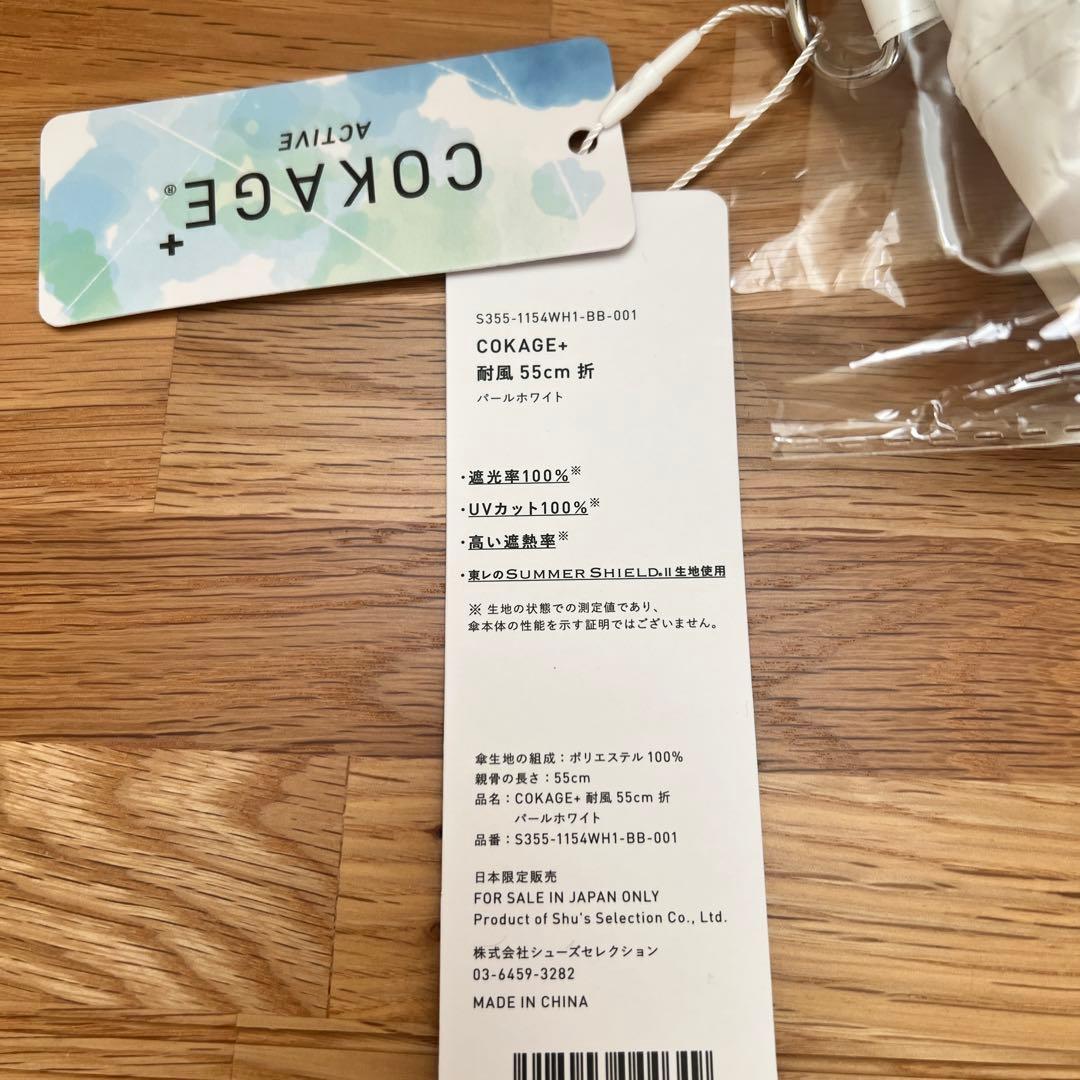 COKAGE+®
ACTIVE
S355-1154WH1-BB-001
COKAGE+
耐風 55cm 折
パールホワイト
・遮光率100%※
・UVカット100%※
・高い遮熱率※
・東レのSUMMER SHIELD®II 生地使用
※ 生地の状態での測定値であり、
傘本体の性能を示す証明ではございません。
傘生地の組成：ポリエステル 100%
親骨の長さ：55cm
品名：COKAGE+ 耐風 55cm 折
パールホワイト
品番：S355-1154WH1-BB-001
日本限定販売
FOR SALE IN JAPAN ONLY
Product of Shu's Selection Co., Ltd.
株式会社シューズセレクション
03-6459-3282
MADE IN CHINA